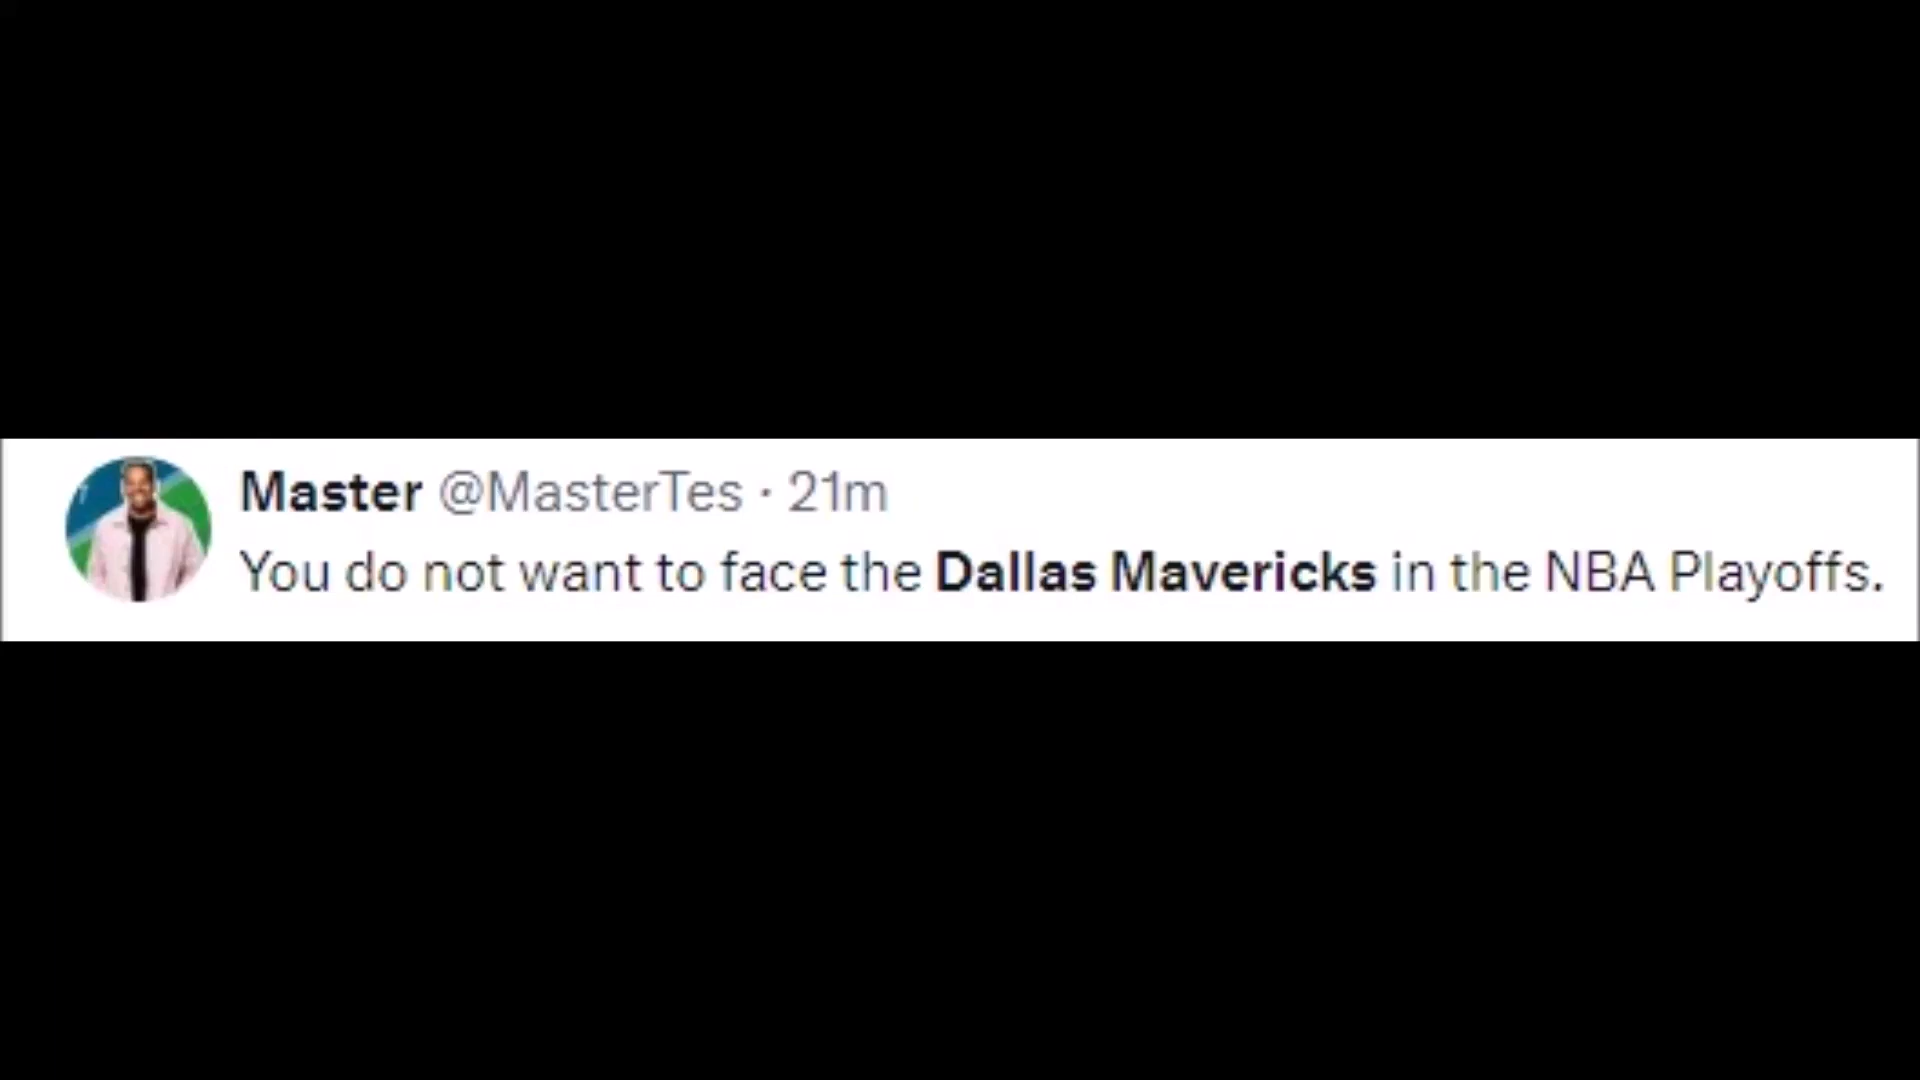 Master @MasterTes · 21m
You do not want to face the Dallas Mavericks in the NBA Playoffs.